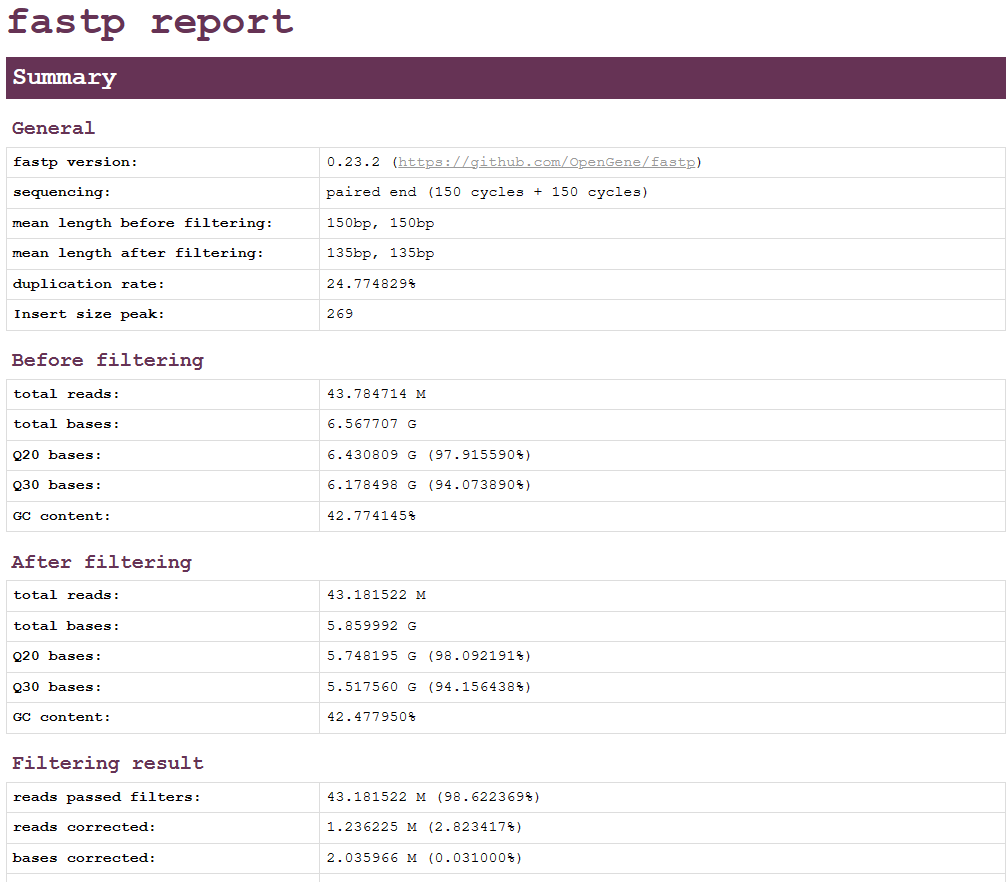 fastp report
Summary
General
fastp version: 0.23.2 (https://github.com/OpenGene/fastp)
sequencing: paired end (150 cycles + 150 cycles)
mean length before filtering: 150bp, 150bp
mean length after filtering: 135bp, 135bp
duplication rate: 24.774829%
Insert size peak: 269
Before filtering
total reads: 43.784714 M
total bases: 6.567707 G
Q20 bases: 6.430809 G (97.915590%)
Q30 bases: 6.178498 G (94.073890%)
GC content: 42.774145%
After filtering
total reads: 43.181522 M
total bases: 5.859992 G
Q20 bases: 5.748195 G (98.092191%)
Q30 bases: 5.517560 G (94.156438%)
GC content: 42.477950%
Filtering result
reads passed filters: 43.181522 M (98.622369%)
reads corrected: 1.236225 M (2.823417%)
bases corrected: 2.035966 M (0.031000%)